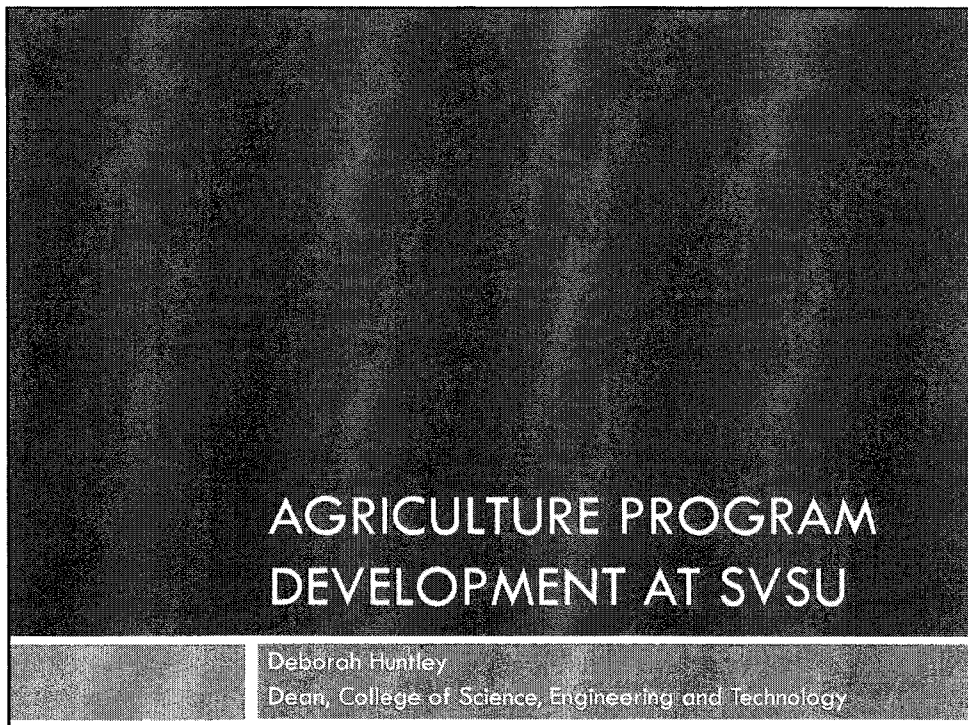 AGRICULTURE PROGRAM
DEVELOPMENT AT SVSU
Deborah Huntley
Dean, College of Science, Engineering and Technology